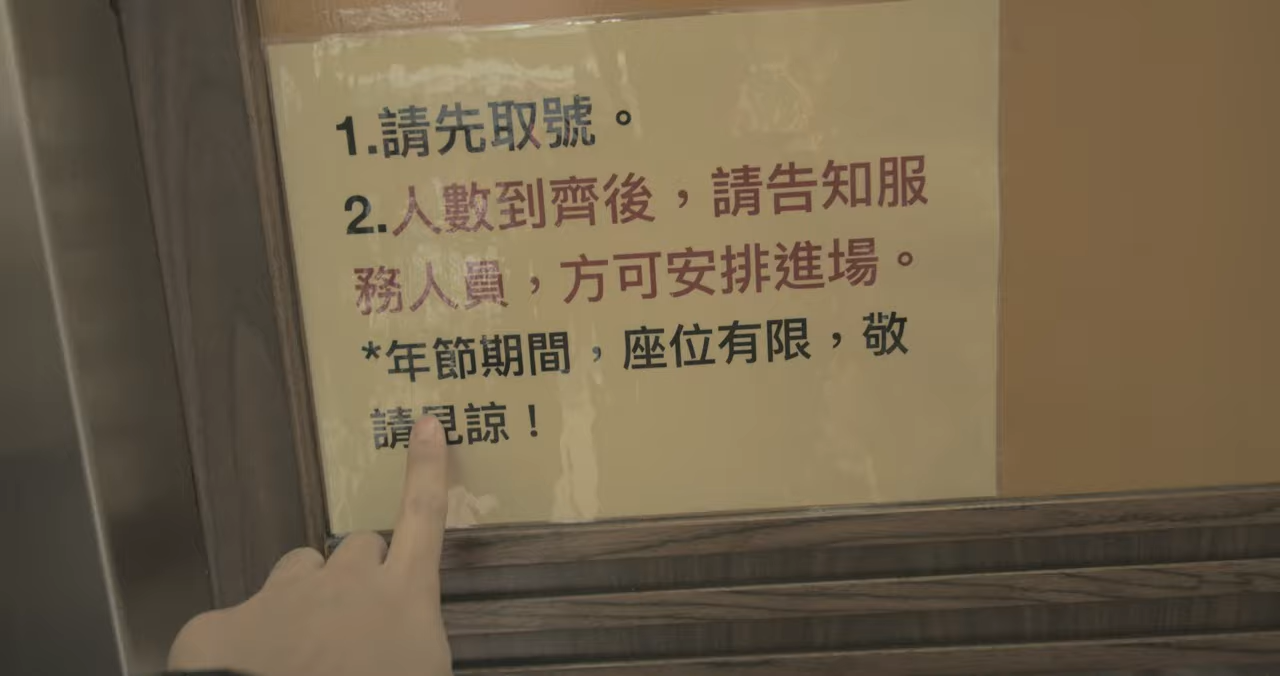 1.請先取號。
2.人數到齊後，請告知服
務人員，方可安排進場。
*年節期間，座位有限，敬
請見諒！